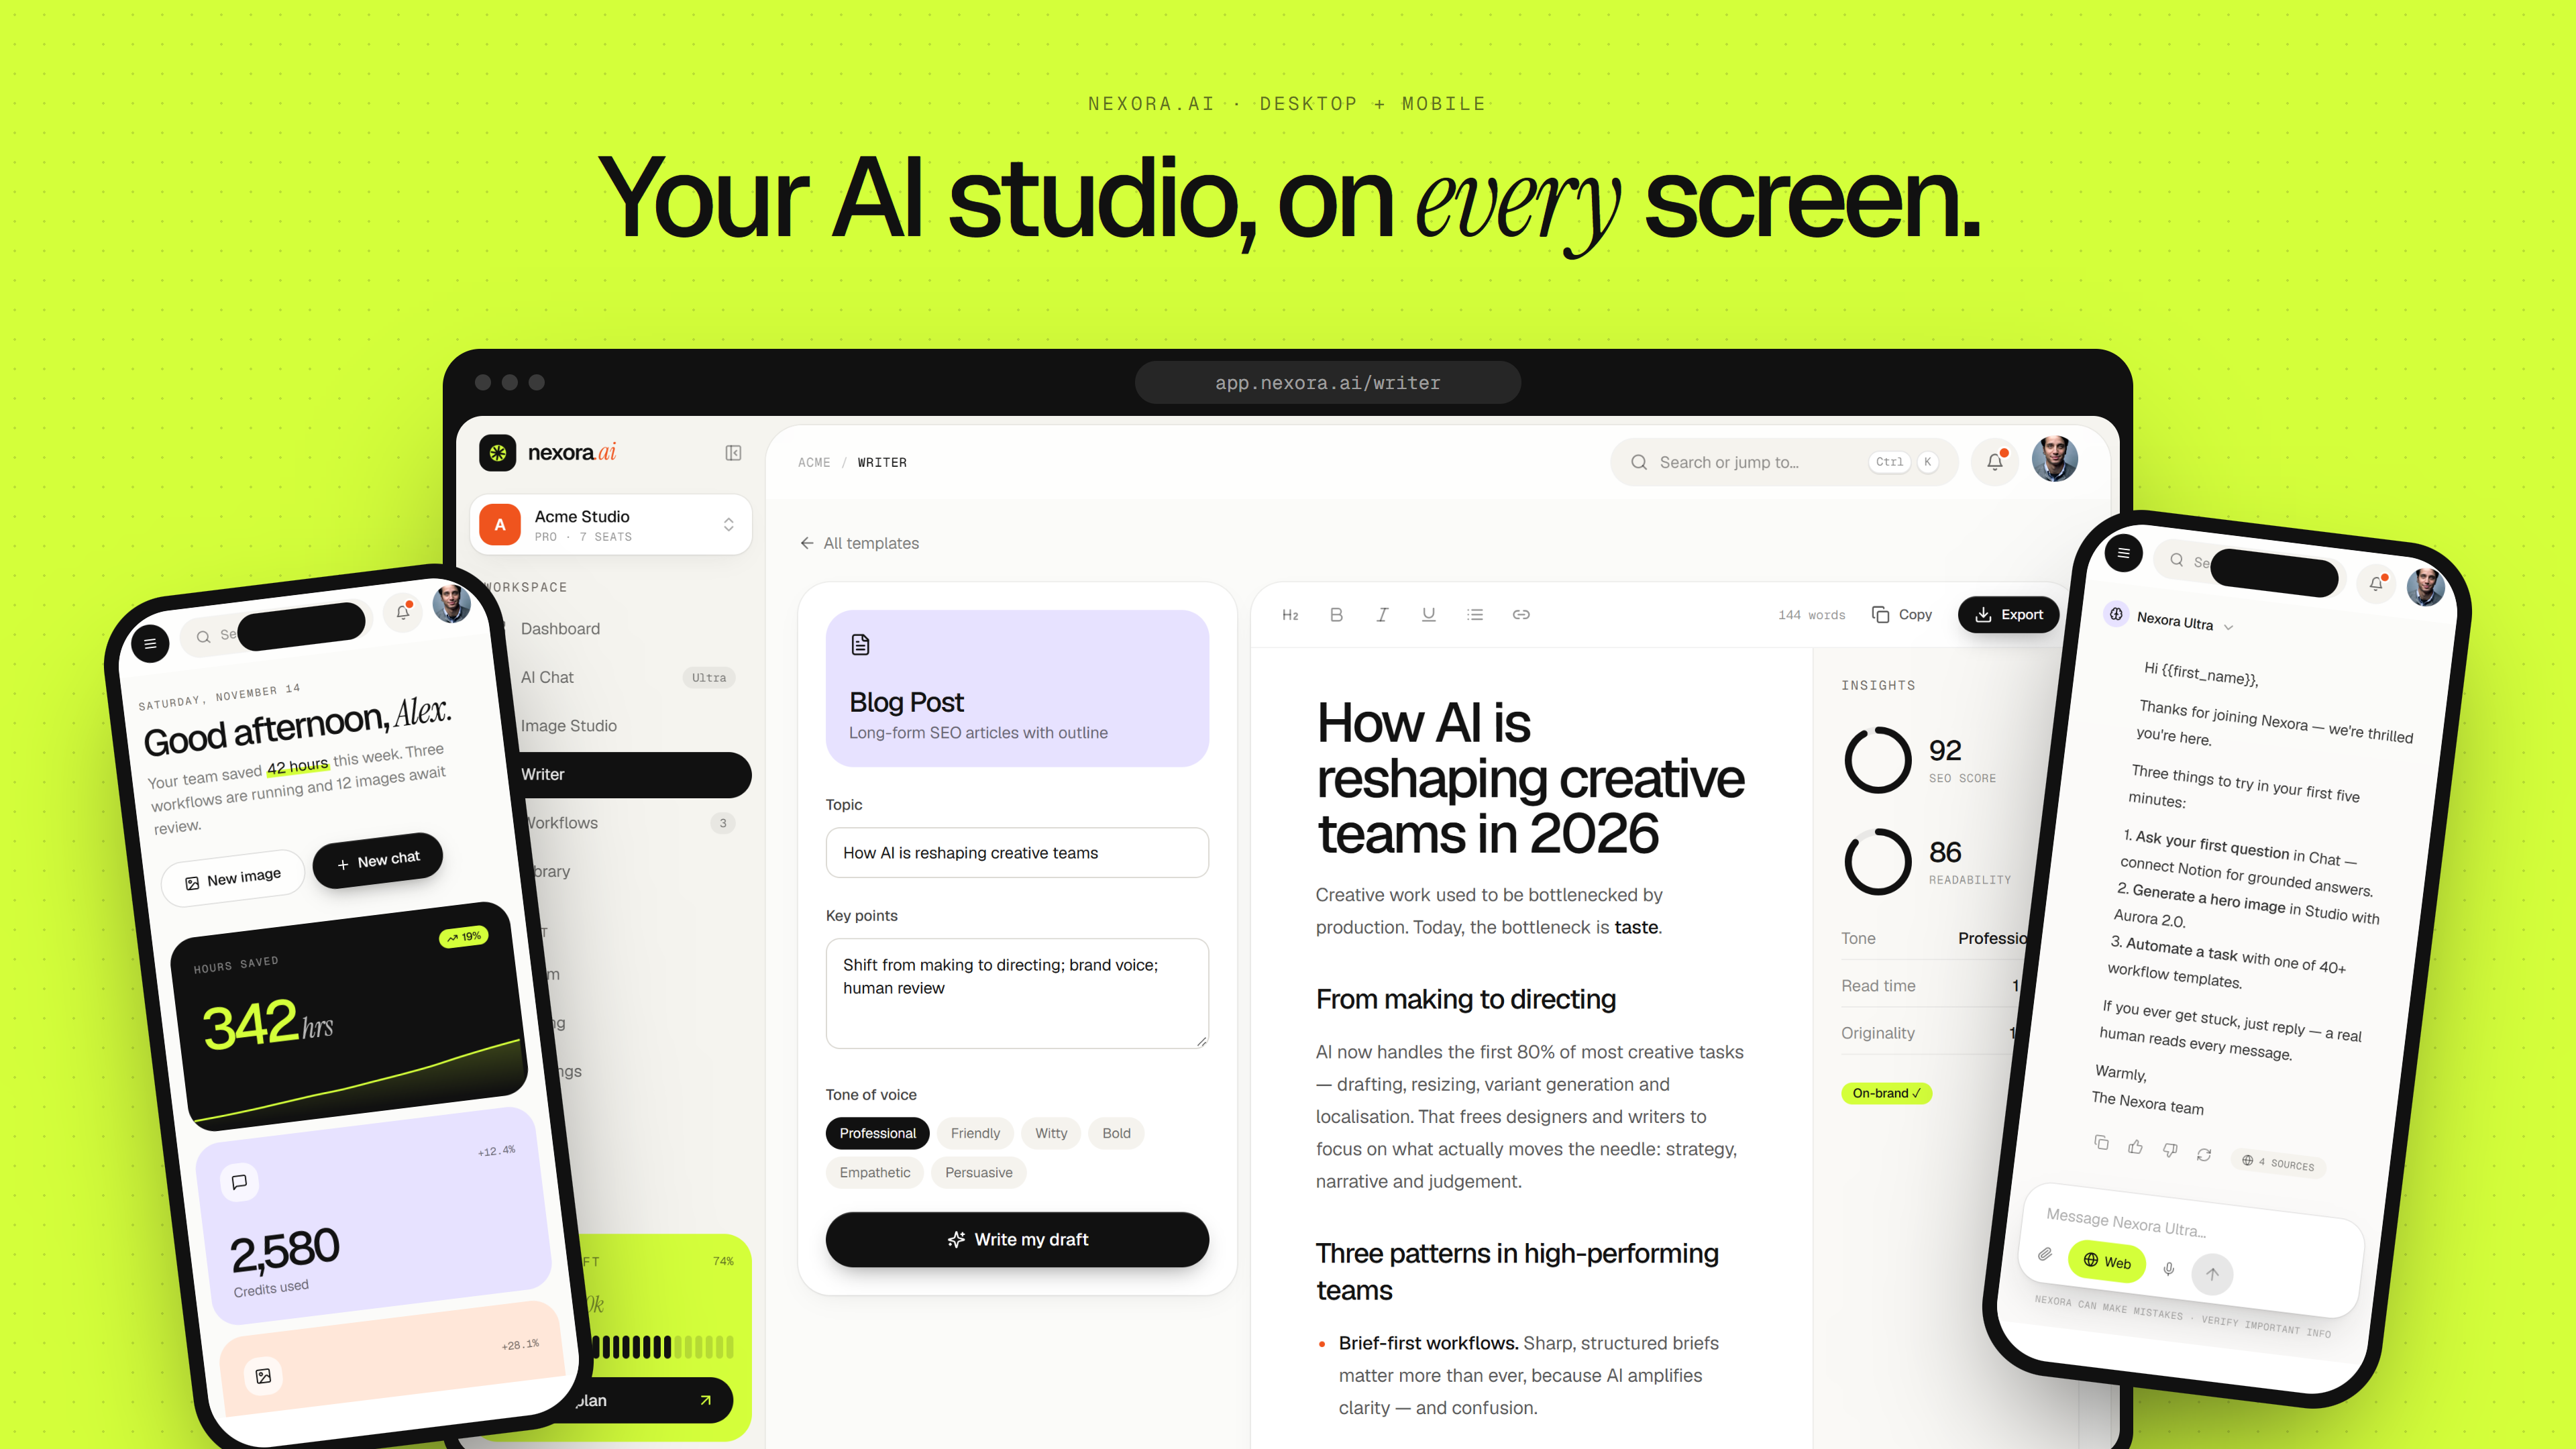 NEXORA.AI · DESKTOP + MOBILE
Your AI studio, on every screen.
app.nexora.ai/writer
nexora.ai
A
Acme Studio
PRO · 7 SEATS
WORKSPACE
Dashboard
AI Chat
Ultra
Image Studio
Writer
Workflows
3
74%
plan
ACME / WRITER
Search or jump to...
Ctrl
K
All templates
Blog Post
Long-form SEO articles with outline
Topic
How AI is reshaping creative teams
Key points
Shift from making to directing; brand voice;
human review
Tone of voice
Professional
Friendly
Witty
Bold
Empathetic
Persuasive
Write my draft
H2
B
I
U
144 words
Copy
Export
How AI is
reshaping creative
teams in 2026
Creative work used to be bottlenecked by
production. Today, the bottleneck is taste.
From making to directing
AI now handles the first 80% of most creative tasks
— drafting, resizing, variant generation and
localisation. That frees designers and writers to
focus on what actually moves the needle: strategy,
narrative and judgement.
Three patterns in high-performing
teams
Brief-first workflows. Sharp, structured briefs
matter more than ever, because AI amplifies
clarity — and confusion.
INSIGHTS
92
SEO SCORE
86
READABILITY
Tone
Read time
Originality
On-brand ✓
SATURDAY, NOVEMBER 14
Good afternoon, Alex.
Your team saved 42 hours this week. Three
workflows are running and 12 images await
review.
New image
New chat
HOURS SAVED
19%
342 hrs
+12.4%
2,580
Credits used
+28.1%
Nexora Ultra
Hi {{first_name}},
Thanks for joining Nexora — we're thrilled
you're here.
Three things to try in your first five
minutes:
1. Ask your first question in Chat —
connect Notion for grounded answers.
2. Generate a hero image in Studio with
Aurora 2.0.
3. Automate a task with one of 40+
workflow templates.
If you ever get stuck, just reply — a real
human reads every message.
Warmly,
The Nexora team
4 SOURCES
Message Nexora Ultra...
Web
NEXORA CAN MAKE MISTAKES · VERIFY IMPORTANT INFO